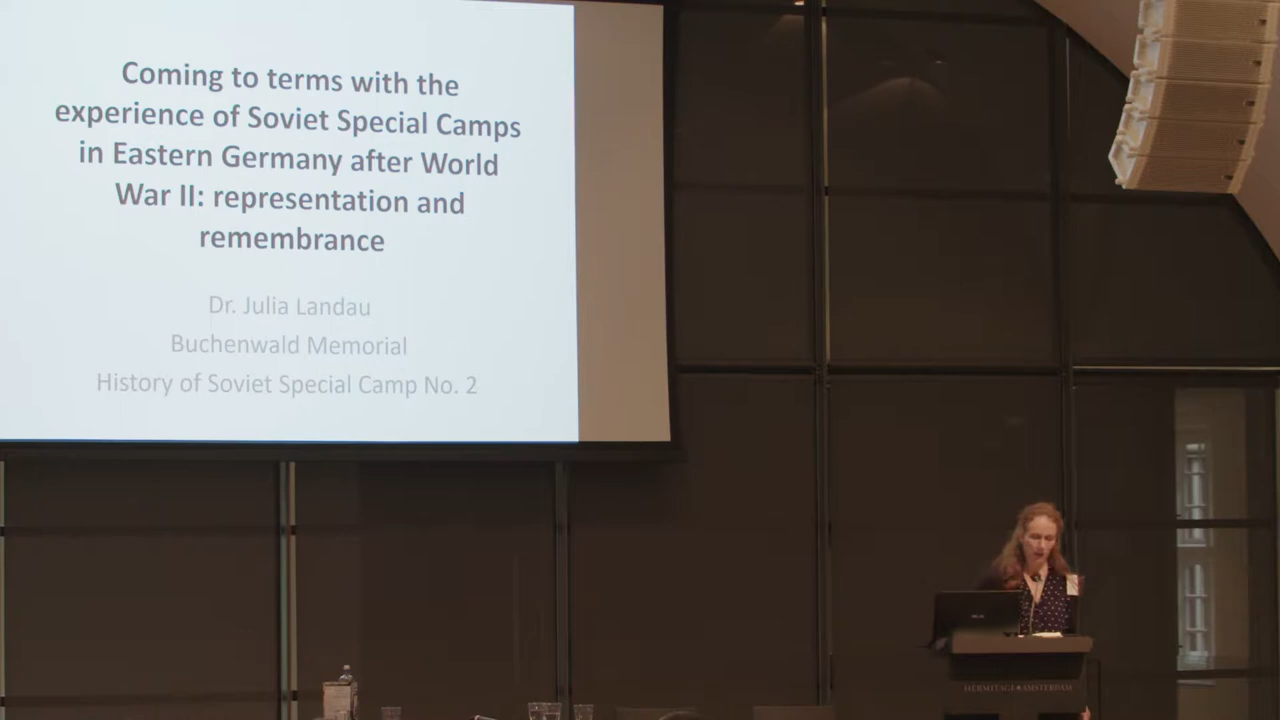 Coming to terms with the
experience of Soviet Special Camps
in Eastern Germany after World
War II: representation and
remembrance
Dr. Julia Landau
Buchenwald Memorial
History of Soviet Special Camp No. 2
HERMITAGE AMSTERDAM